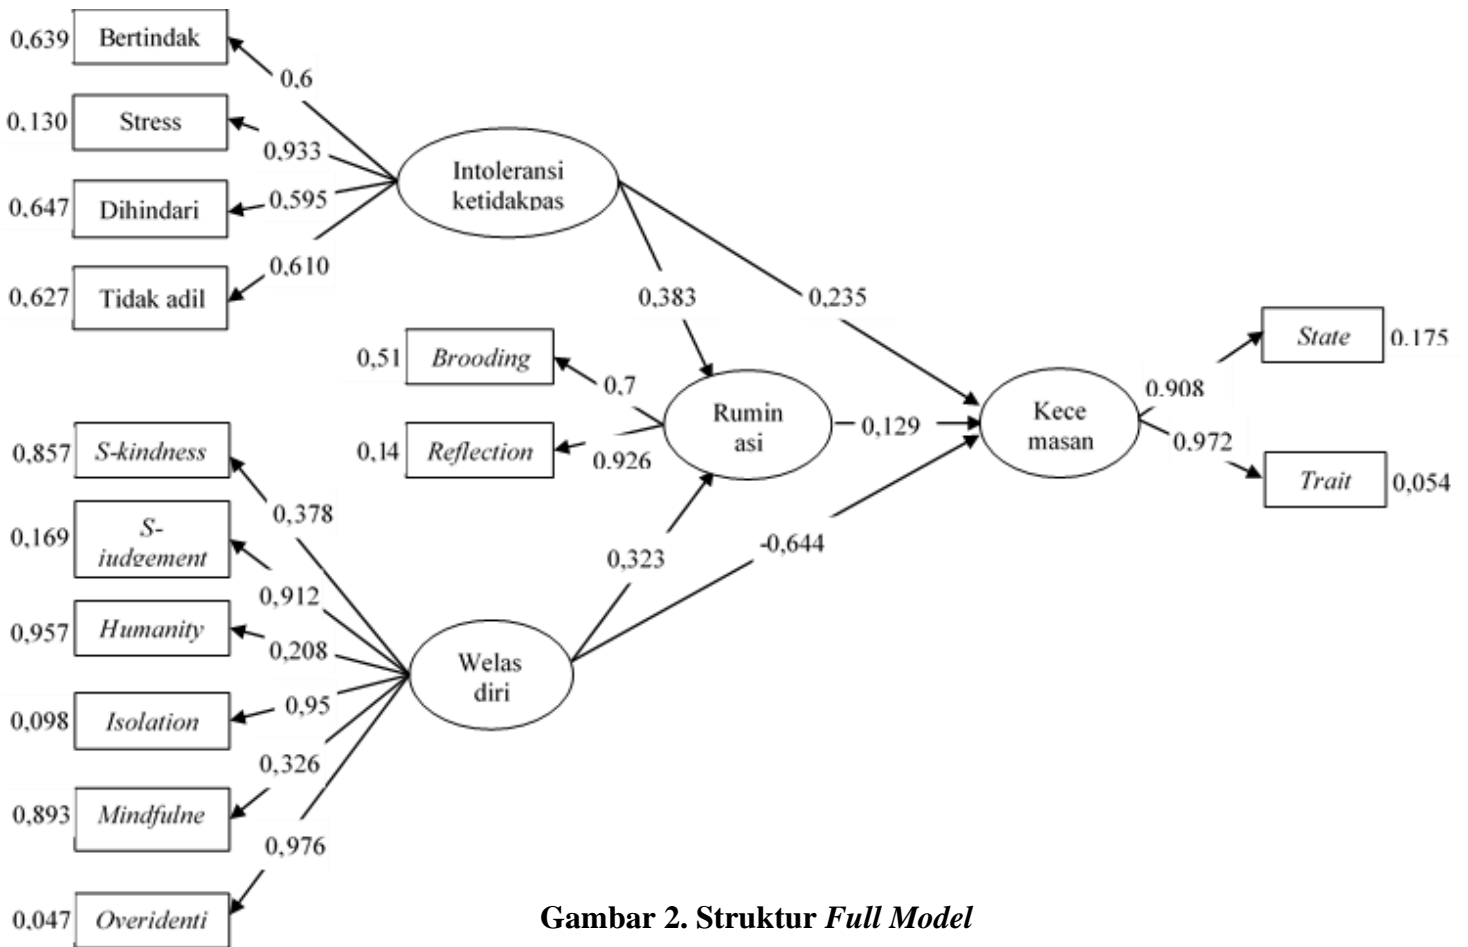 0,639 Bertindak
0,6
0,130 Stress
0,933
0,647 Dihindari
0,595
0,627 Tidak adil
0,610
Intoleransi
ketidakpas
0,383
0,235
0,51 Brooding
0,7
0,14 Reflection
0,926
Rumin
asi
0,129
Kece
masan
0,908
State 0,175
0,972
Trait 0,054
0,857 S-kindness
0,378
0,169 S-
judgement
0,912
0,957 Humanity
0,208
0,098 Isolation
0,95
0,893 Mindfulne
0,326
0,047 Overidenti
0,976
Welas
diri
0,323
-0,644
Gambar 2. Struktur Full Model